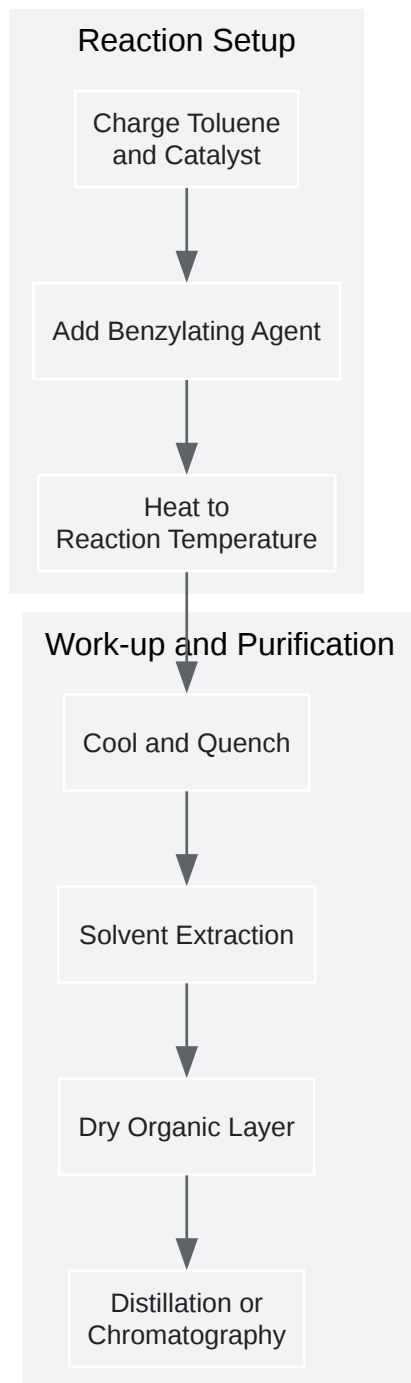 Reaction Setup
Charge Toluene
and Catalyst
Add Benzylating Agent
Heat to
Reaction Temperature
Work-up and Purification
Cool and Quench
Solvent Extraction
Dry Organic Layer
Distillation or
Chromatography